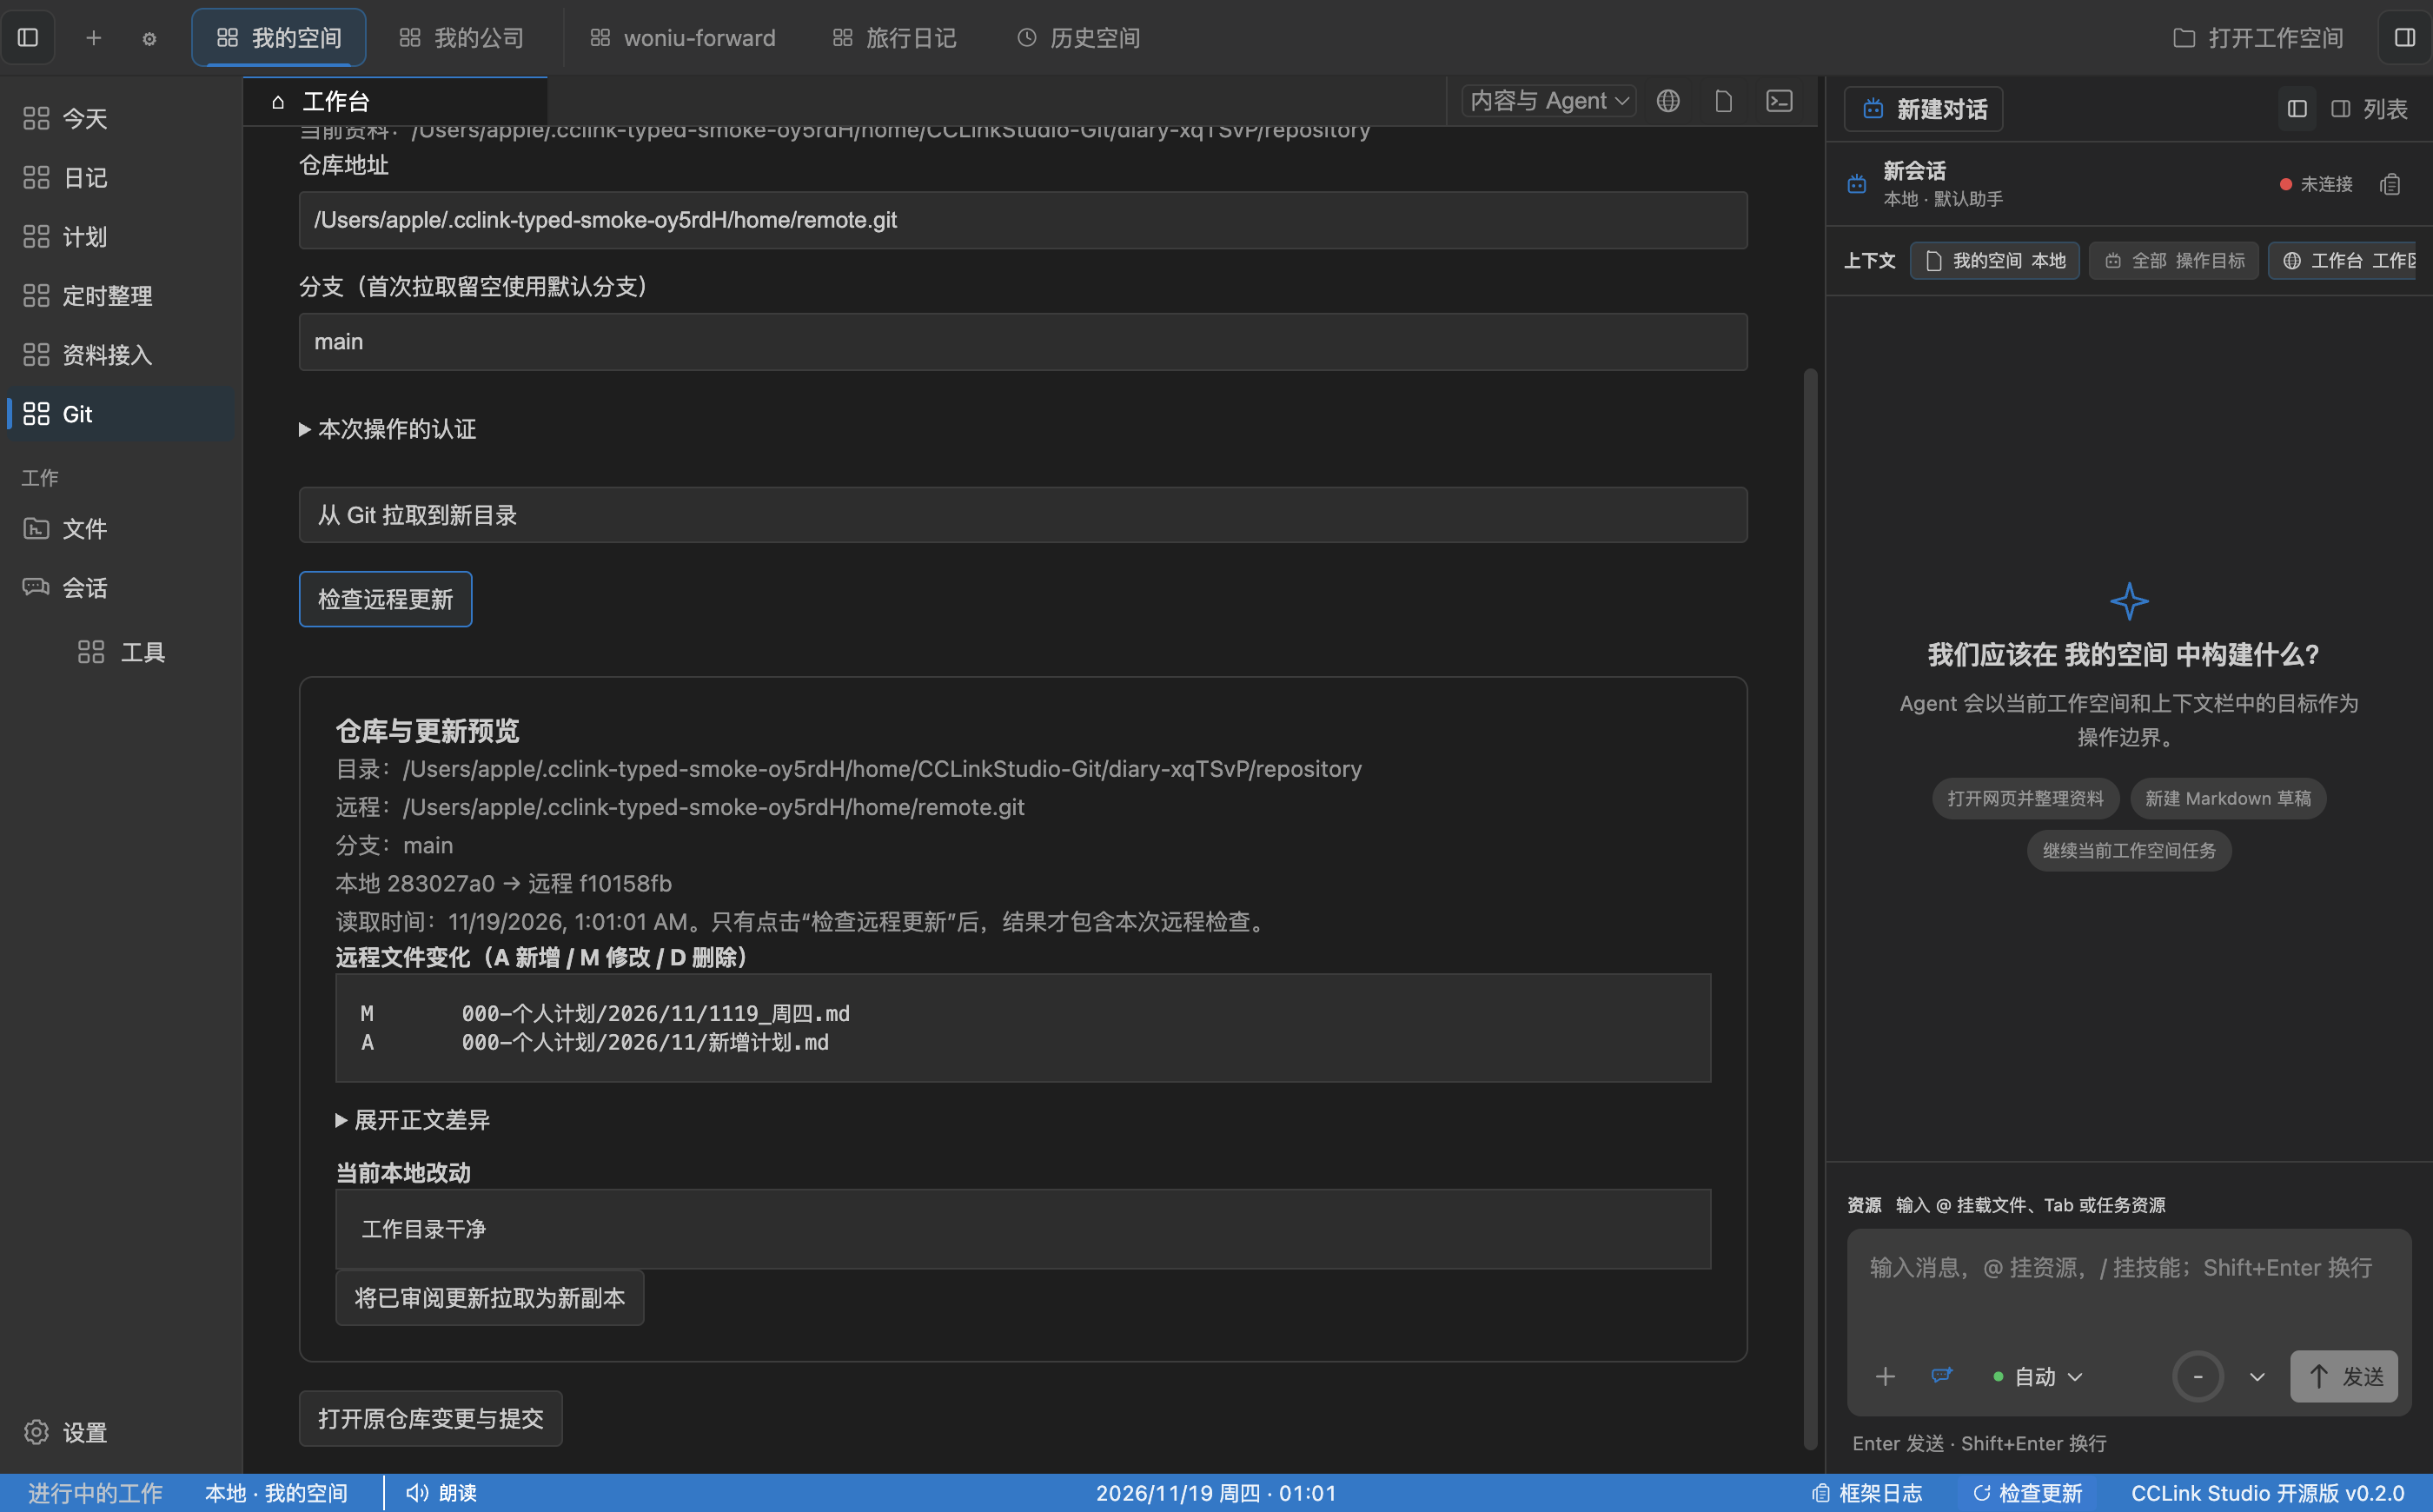 我的空间
我的公司
woniu-forward
旅行日记
历史空间
打开工作空间
今天
日记
计划
定时整理
资料接入
Git
工作
文件
会话
工具
设置
工作台
内容与 Agent
当前资料：/Users/apple/.cclink-typed-smoke-oy5rdH/home/CCLinkStudio-Git/diary-xqTSvP/repository
仓库地址
/Users/apple/.cclink-typed-smoke-oy5rdH/home/remote.git
分支（首次拉取留空使用默认分支）
main
本次操作的认证
从 Git 拉取到新目录
检查远程更新
仓库与更新预览
目录：/Users/apple/.cclink-typed-smoke-oy5rdH/home/CCLinkStudio-Git/diary-xqTSvP/repository
远程：/Users/apple/.cclink-typed-smoke-oy5rdH/home/remote.git
分支：main
本地 283027a0 → 远程 f10158fb
读取时间：11/19/2026, 1:01:01 AM。只有点击“检查远程更新”后，结果才包含本次远程检查。
远程文件变化（A 新增 / M 修改 / D 删除）
M 000-个人计划/2026/11/1119_周四.md
A 000-个人计划/2026/11/新增计划.md
展开正文差异
当前本地改动
工作目录干净
将已审阅更新拉取为新副本
打开原仓库变更与提交
新建对话
列表
新会话
本地 · 默认助手
未连接
上下文
我的空间 本地
全部 操作目标
工作台 工作区
我们应该在 我的空间 中构建什么？
Agent 会以当前工作空间和上下文栏中的目标作为
操作边界。
打开网页并整理资料
新建 Markdown 草稿
继续当前工作空间任务
资源 输入 @ 挂载文件、Tab 或任务资源
输入消息，@ 挂资源，/ 挂技能；Shift+Enter 换行
自动
-
发送
Enter 发送 · Shift+Enter 换行
进行中的工作
本地 · 我的空间
朗读
2026/11/19 周四 · 01:01
框架日志
检查更新
CCLink Studio 开源版 v0.2.0